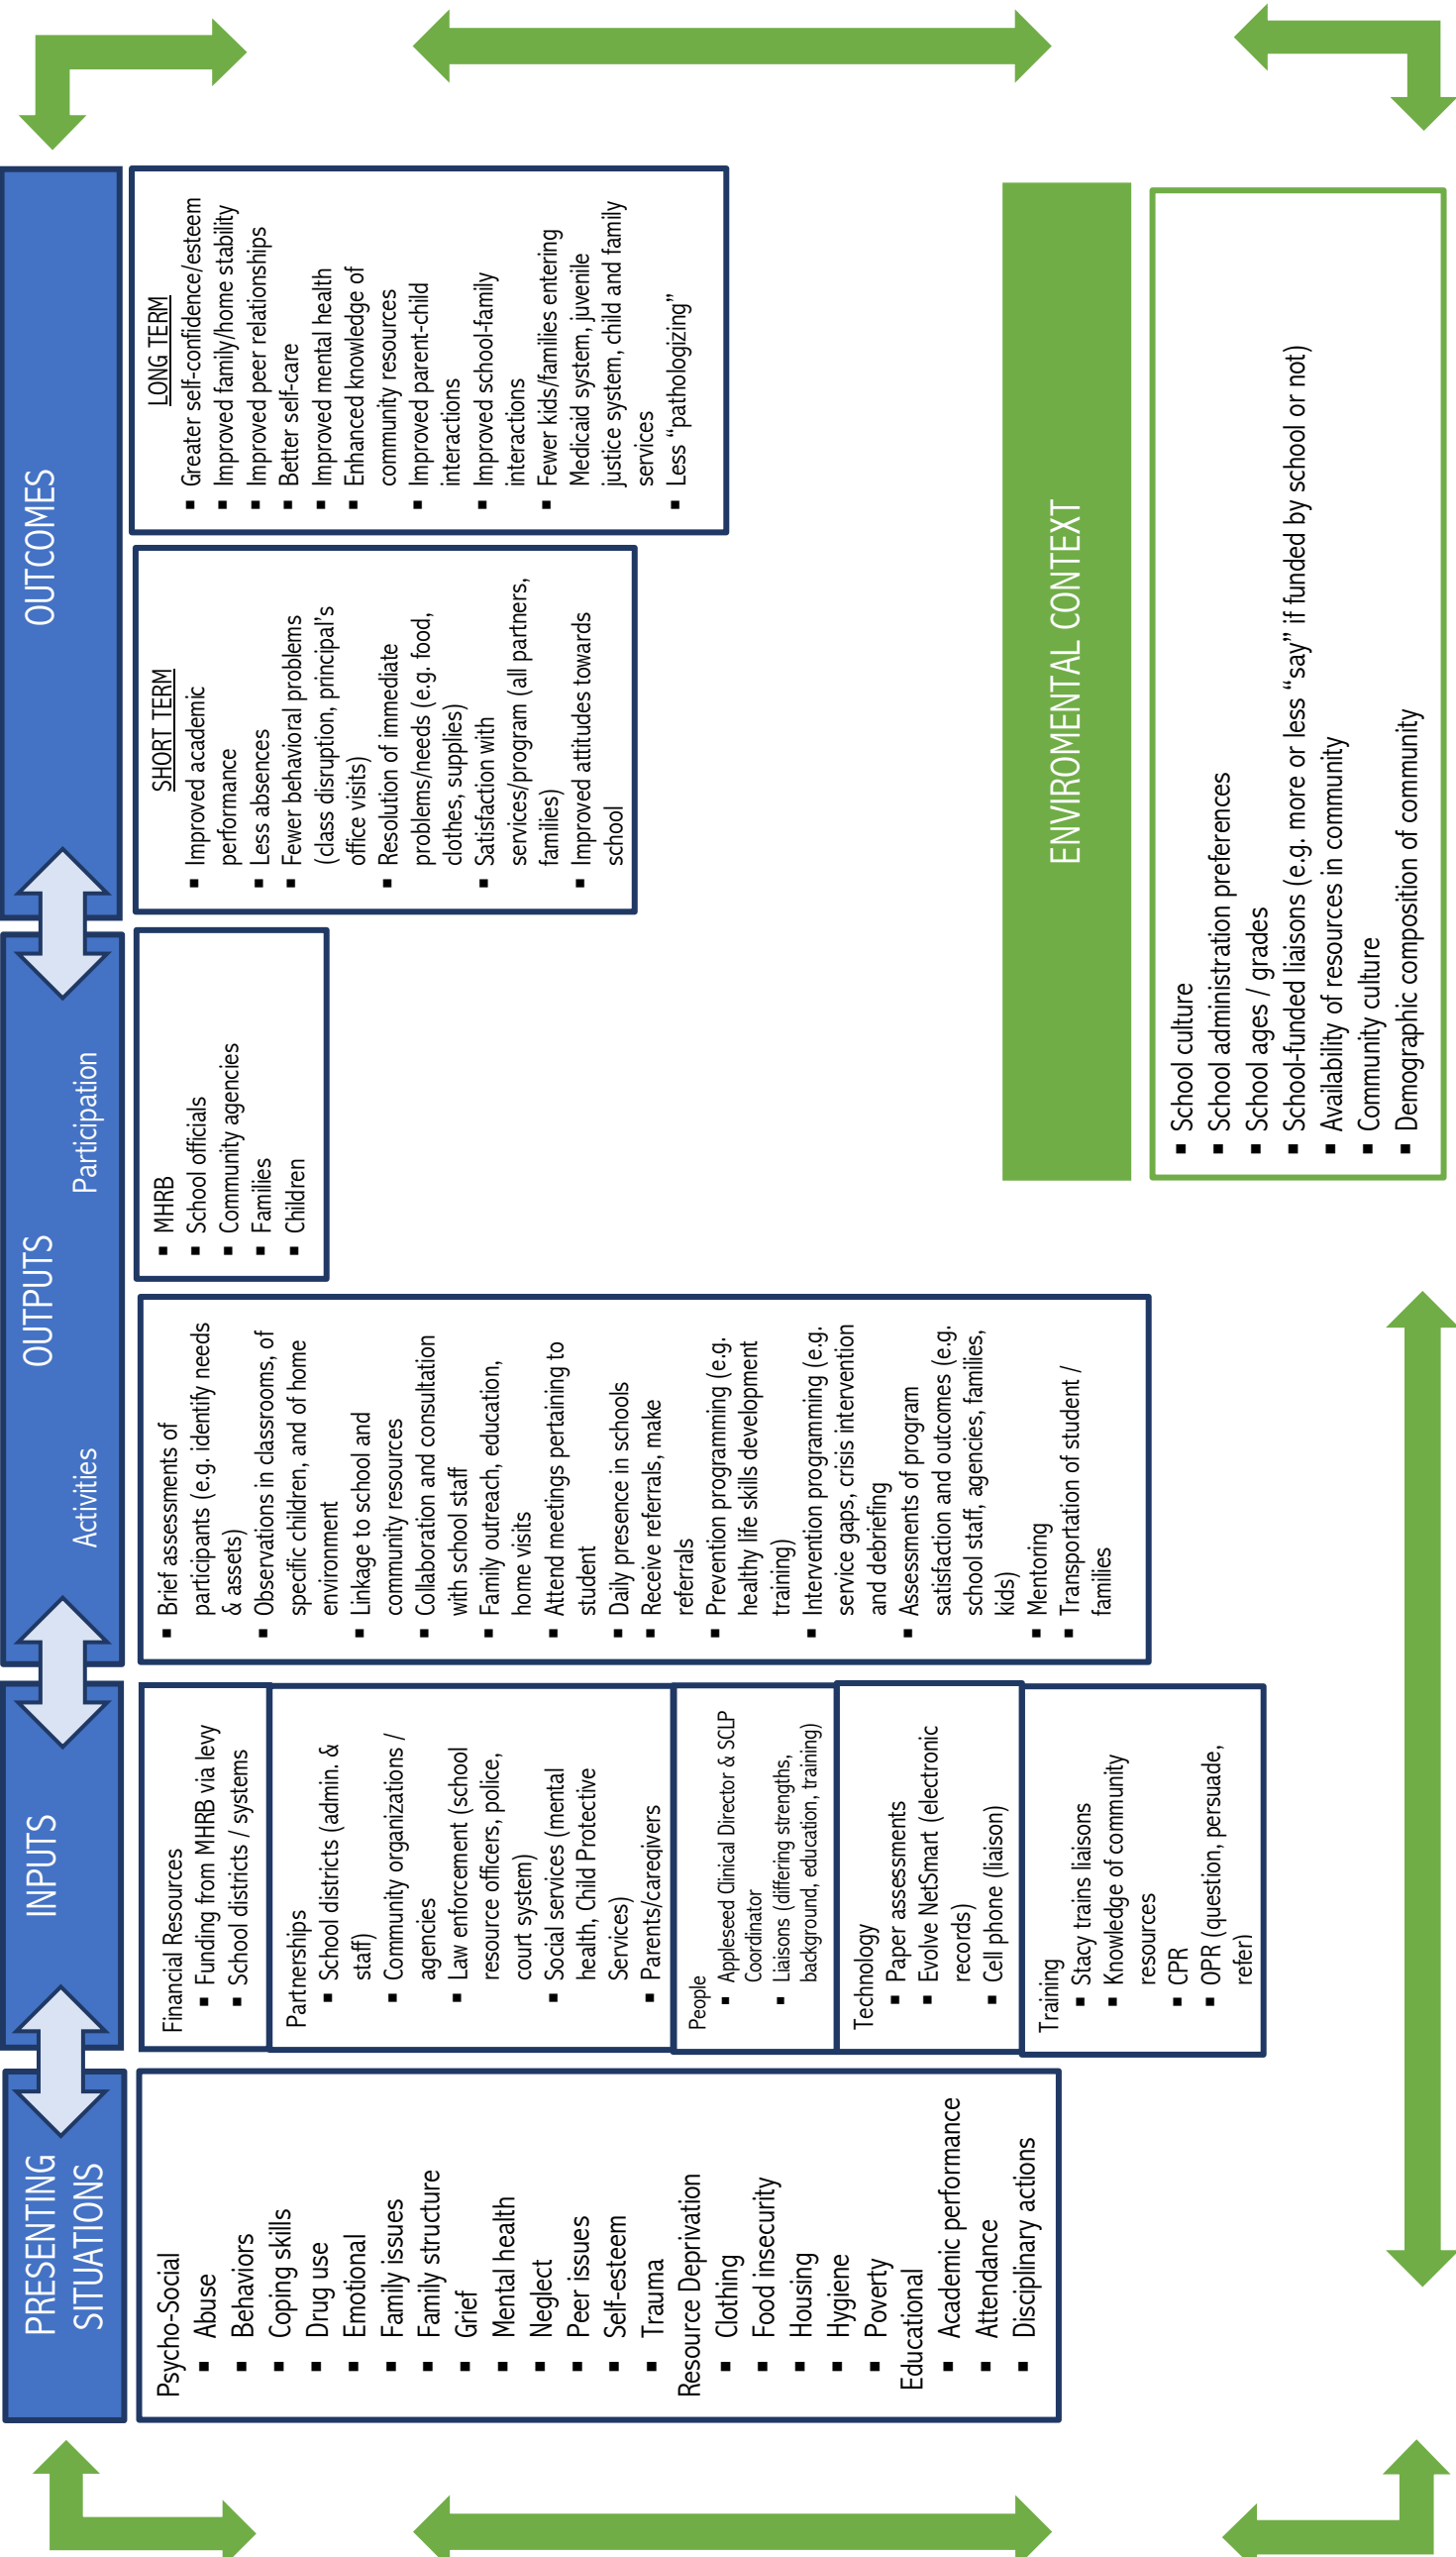 PRESENTING
SITUATIONS
Psycho-Social
▪ Abuse
▪ Behaviors
▪ Coping skills
▪ Drug use
▪ Emotional
▪ Family issues
▪ Family structure
▪ Grief
▪ Mental health
▪ Neglect
▪ Peer issues
▪ Self-esteem
▪ Trauma
Resource Deprivation
▪ Clothing
▪ Food insecurity
▪ Housing
▪ Hygiene
▪ Poverty
Educational
▪ Academic performance
▪ Attendance
▪ Disciplinary actions
INPUTS
Financial Resources
▪ Funding from MHRB via levy
▪ School districts / systems
Partnerships
▪ School districts (admin. &
staff)
▪ Community organizations /
agencies
▪ Law enforcement (school
resource officers, police,
court system)
▪ Social services (mental
health, Child Protective
Services)
▪ Parents/caregivers
People
▪ Appleseed Clinical Director & SCLP
Coordinator
▪ Liaisons (differing strengths,
background, education, training)
Technology
▪ Paper assessments
▪ Evolve NetSmart (electronic
records)
▪ Cell phone (liaison)
Training
▪ Stacy trains liaisons
▪ Knowledge of community
resources
▪ CPR
▪ QPR (question, persuade,
refer)
OUTPUTS
Activities
▪ Brief assessments of
participants (e.g. identify needs
& assets)
▪ Observations in classrooms, of
specific children, and of home
environment
▪ Linkage to school and
community resources
▪ Collaboration and consultation
with school staff
▪ Family outreach, education,
home visits
▪ Attend meetings pertaining to
student
▪ Daily presence in schools
▪ Receive referrals, make
referrals
▪ Prevention programming (e.g.
healthy life skills development
training)
▪ Intervention programming (e.g.
service gaps, crisis intervention
and debriefing
▪ Assessments of program
satisfaction and outcomes (e.g.
school staff, agencies, families,
kids)
▪ Mentoring
▪ Transportation of student /
families
Participation
▪ MHRB
▪ School officials
▪ Community agencies
▪ Families
▪ Children
OUTCOMES
SHORT TERM
▪ Improved academic
performance
▪ Less absences
▪ Fewer behavioral problems
(class disruption, principal’s
office visits)
▪ Resolution of immediate
problems/needs (e.g. food,
clothes, supplies)
▪ Satisfaction with
services/program (all partners,
families)
▪ Improved attitudes towards
school
LONG TERM
▪ Greater self-confidence/esteem
▪ Improved family/home stability
▪ Improved peer relationships
▪ Better self-care
▪ Improved mental health
▪ Enhanced knowledge of
community resources
▪ Improved parent-child
interactions
▪ Improved school-family
interactions
▪ Fewer kids/families entering
Medicaid system, juvenile
justice system, child and family
services
▪ Less “pathologizing”
ENVIROMENTAL CONTEXT
▪ School culture
▪ School administration preferences
▪ School ages / grades
▪ School-funded liaisons (e.g. more or less “say” if funded by school or not)
▪ Availability of resources in community
▪ Community culture
▪ Demographic composition of community